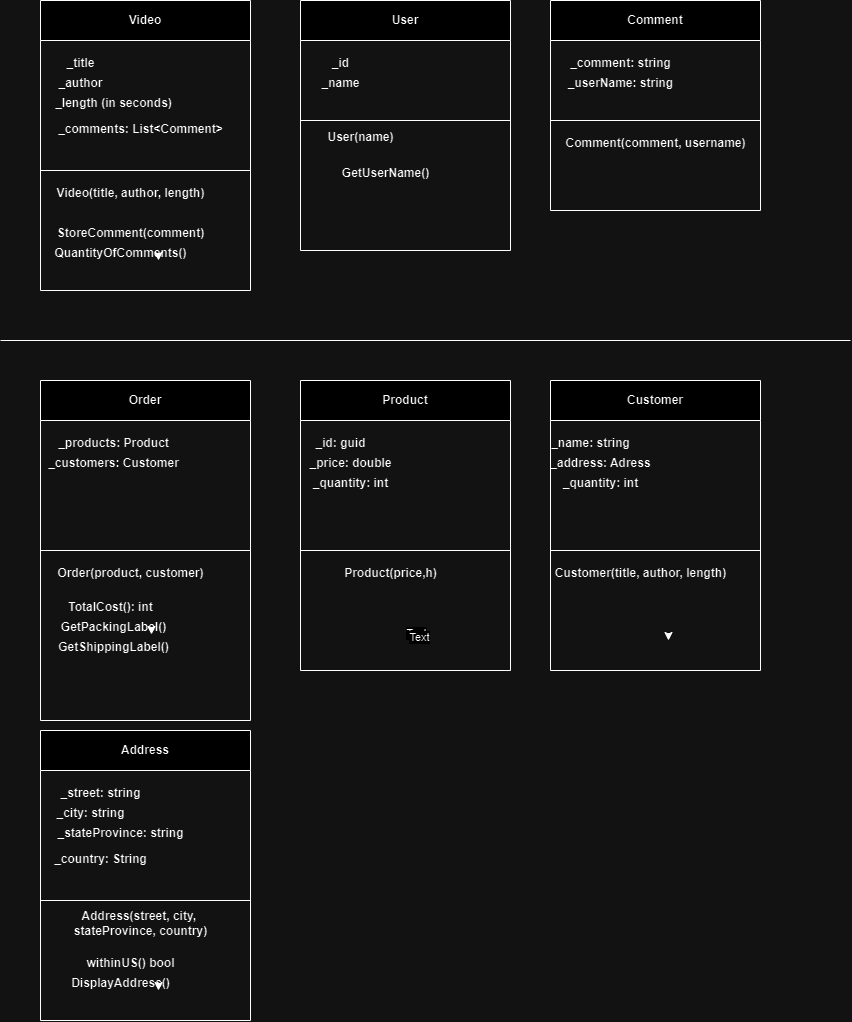 Video
_title
_author
_length (in seconds)
_comments: List<Comment>
Video(title, author, length)
StoreComment(comment)
QuantityOfComments()
User
_id
_name
User(name)
GetUserName()
Comment
_comment: string
_userName: string
Comment(comment, username)
Order
_products: Product
_customers: Customer
Order(product, customer)
TotalCost(): int
GetPackingLabel()
GetShippingLabel()
Product
_id: guid
_price: double
_quantity: int
Product(price,h)
Text
Customer
_name: string
_address: Adress
_quantity: int
Customer(title, author, length)
Address
_street: string
_city: string
_stateProvince: string
_country: String
Address(street, city,
stateProvince, country)
withinUS() bool
DisplayAddress()